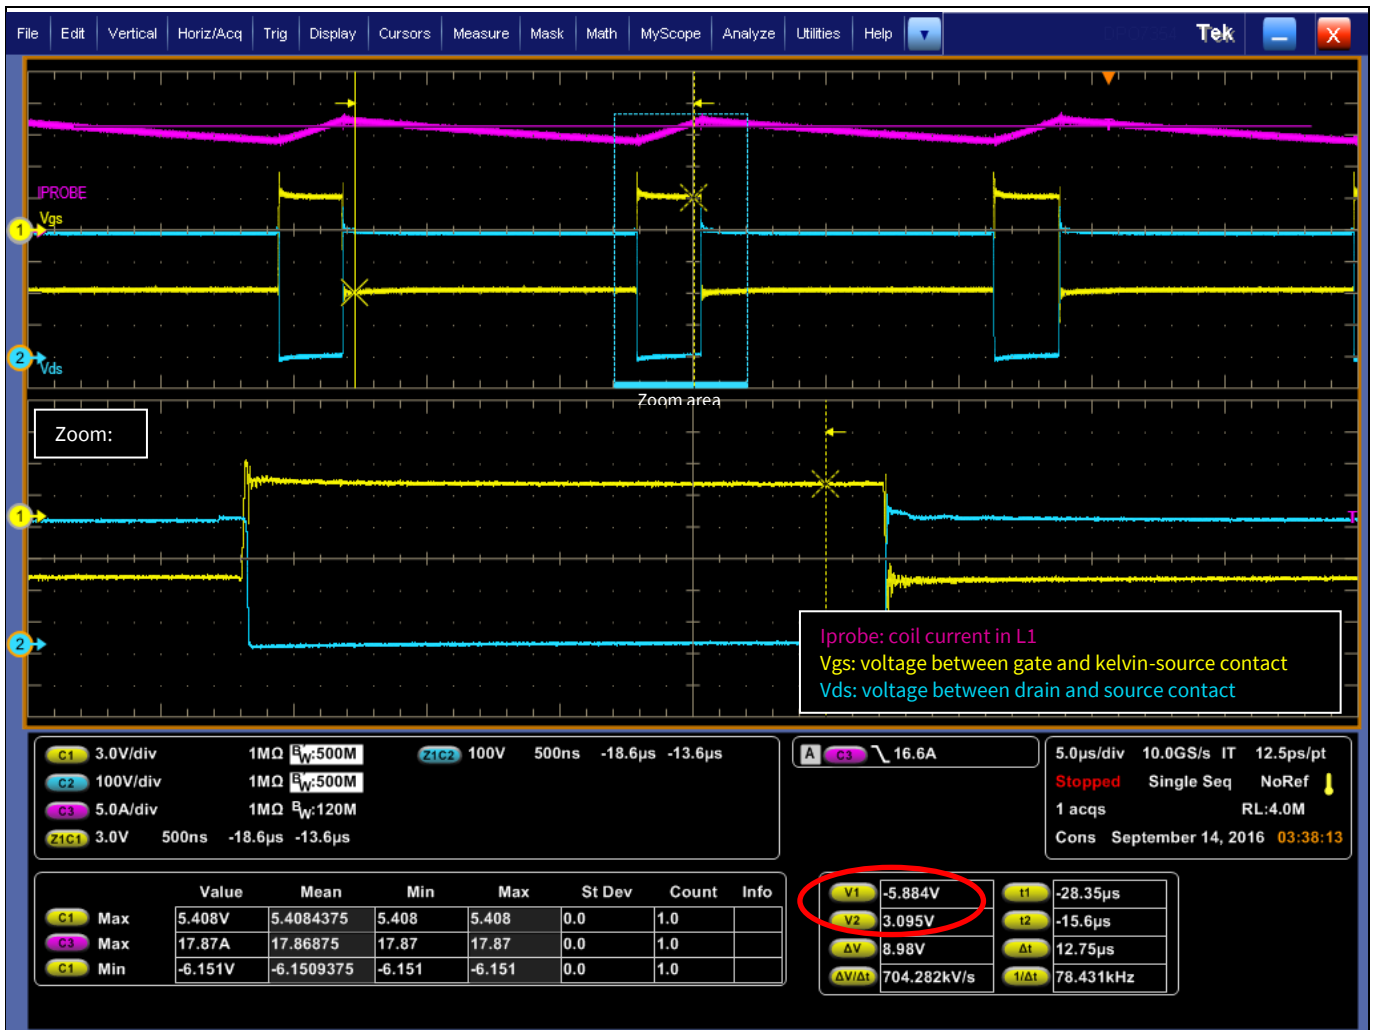 File Edit Vertical Horiz/Acq Trig Display Cursors Measure Mask Math MyScope Analyze Utilities Help Tek X
IPROBE
Vgs
1
2
Vds
Zoom area
Zoom:
1
T
2
Iprobe: coil current in L1
Vgs: voltage between gate and kelvin-source contact
Vds: voltage between drain and source contact
C1 3.0V/div 1MΩ BW:500M Z1C2 100V 500ns -18.6µs -13.6µs
C2 100V/div 1MΩ BW:500M
C3 5.0A/div 1MΩ BW:120M
Z1C1 3.0V 500ns -18.6µs -13.6µs
A C3 16.6A
5.0µs/div 10.0GS/s IT 12.5ps/pt
Stopped Single Seq NoRef
1 acqs RL:4.0M
Cons September 14, 2016 03:38:13
Value Mean Min Max St Dev Count Info
C1 Max 5.408V 5.4084375 5.408 5.408 0.0 1.0
C3 Max 17.87A 17.86875 17.87 17.87 0.0 1.0
C1 Min -6.151V -6.1509375 -6.151 -6.151 0.0 1.0
V1 -5.884V t1 -28.35µs
V2 3.095V t2 -15.6µs
ΔV 8.98V Δt 12.75µs
ΔV/Δt 704.282kV/s 1/Δt 78.431kHz